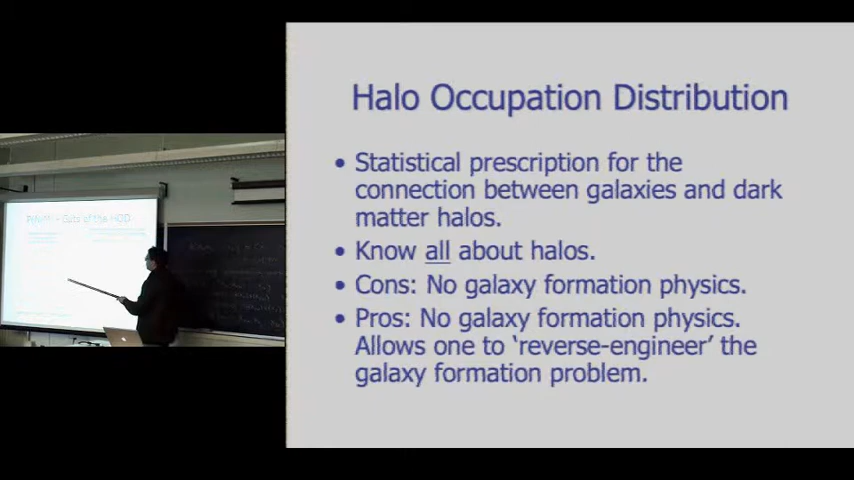 Halo Occupation Distribution
• Statistical prescription for the
connection between galaxies and dark
matter halos.
• Know all about halos.
• Cons: No galaxy formation physics.
• Pros: No galaxy formation physics.
Allows one to ‘reverse-engineer’ the
galaxy formation problem.